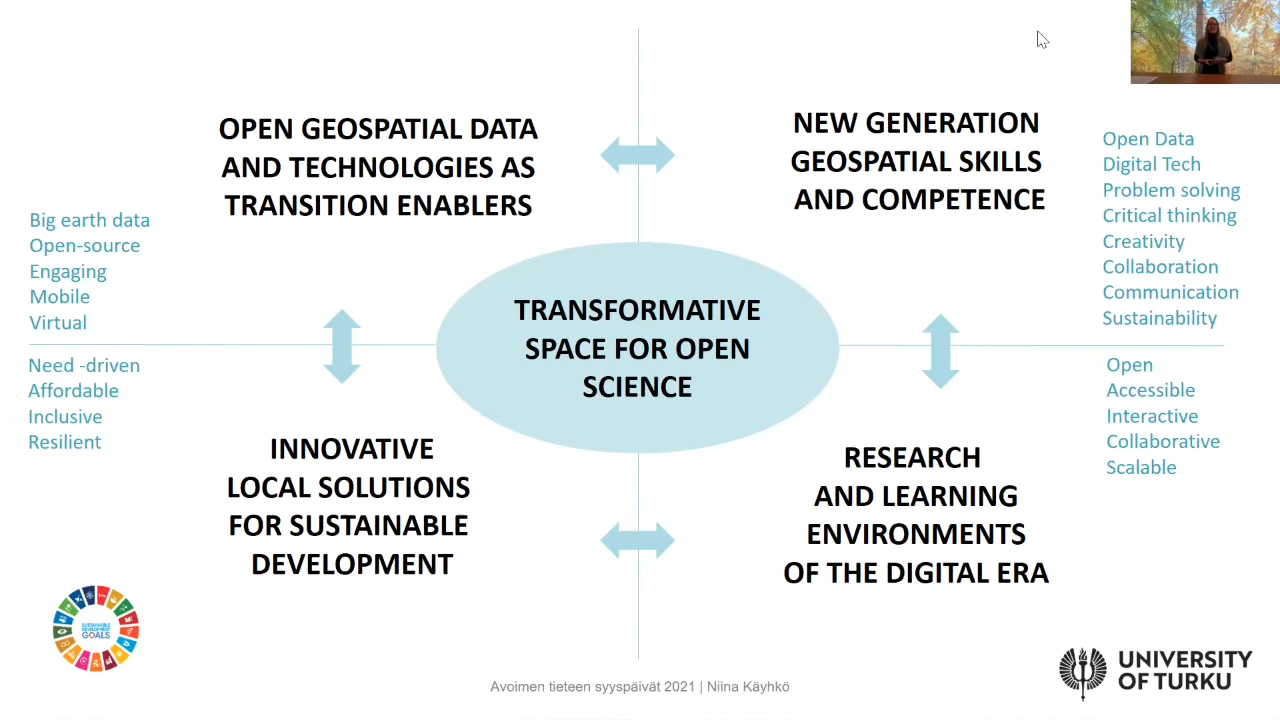 OPEN GEOSPATIAL DATA
AND TECHNOLOGIES AS
TRANSITION ENABLERS
NEW GENERATION
GEOSPATIAL SKILLS
AND COMPETENCE
Big earth data
Open-source
Engaging
Mobile
Virtual
Open Data
Digital Tech
Problem solving
Critical thinking
Creativity
Collaboration
Communication
Sustainability
TRANSFORMATIVE
SPACE FOR OPEN
SCIENCE
Need -driven
Affordable
Inclusive
Resilient
Open
Accessible
Interactive
Collaborative
Scalable
INNOVATIVE
LOCAL SOLUTIONS
FOR SUSTAINABLE
DEVELOPMENT
RESEARCH
AND LEARNING
ENVIRONMENTS
OF THE DIGITAL ERA
SUSTAINABLE
DEVELOPMENT
GOALS
Avoimen tieteen syyspäivät 2021 | Niina Käyhkö
UNIVERSITY
OF TURKU